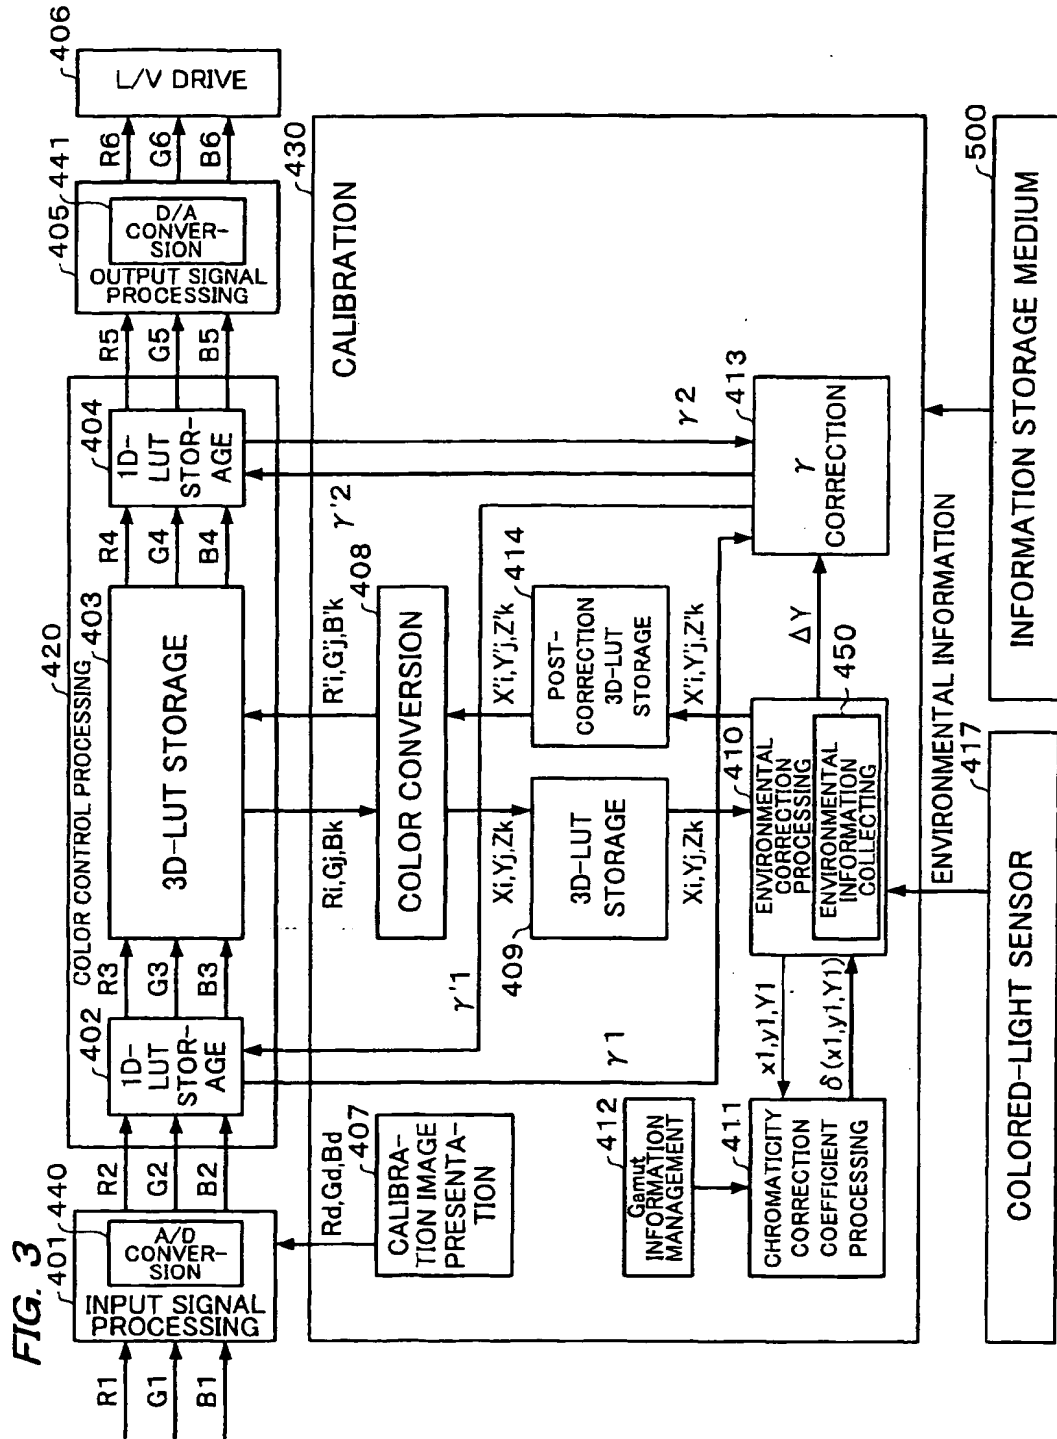 FIG. 3
R1
G1
B1
401
440
A/D
CONVER-
SION
INPUT SIGNAL
PROCESSING
R2
G2
B2
420
COLOR CONTROL PROCESSING
402
1D-
LUT
STOR-
AGE
R3
G3
B3
403
3D-LUT STORAGE
R4
G4
B4
404
1D-
LUT
STOR-
AGE
R5
G5
B5
405
441
D/A
CONVER-
SION
OUTPUT SIGNAL
PROCESSING
R6
G6
B6
406
L/V DRIVE
430
CALIBRATION
Rd,Gd,Bd
407
CALIBRA-
TION IMAGE
PRESENTA-
TION
γ'1
γ1
Ri,Gj,Bk
R'i,G'j,B'k
γ'2
γ2
408
COLOR CONVERSION
Xi,Yj,Zk
X'i,Y'j,Z'k
409
3D-LUT
STORAGE
414
POST-
CORRECTION
3D-LUT
STORAGE
Xi,Yj,Zk
X'i,Y'j,Z'k
412
Gamut
INFORMATION
MANAGEMENT
411
CHROMATICITY
CORRECTION
COEFFICIENT
PROCESSING
x1,y1,Y1
δ(x1,y1,Y1)
410
ENVIRONMENTAL
CORRECTION
PROCESSING
450
ENVIRONMENTAL
INFORMATION
COLLECTING
ΔY
413
γ
CORRECTION
ENVIRONMENTAL INFORMATION
417
COLORED-LIGHT SENSOR
500
INFORMATION STORAGE MEDIUM